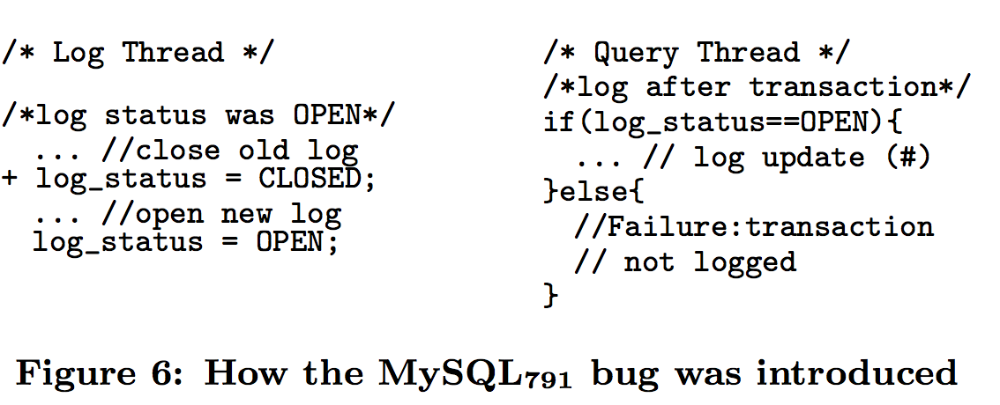 /* Log Thread */
/*log status was OPEN*/
... //close old log
+ log_status = CLOSED;
... //open new log
log_status = OPEN;
/* Query Thread */
/*log after transaction*/
if(log_status==OPEN){
... // log update (#)
}else{
//Failure:transaction
// not logged
}
Figure 6: How the MySQL791 bug was introduced